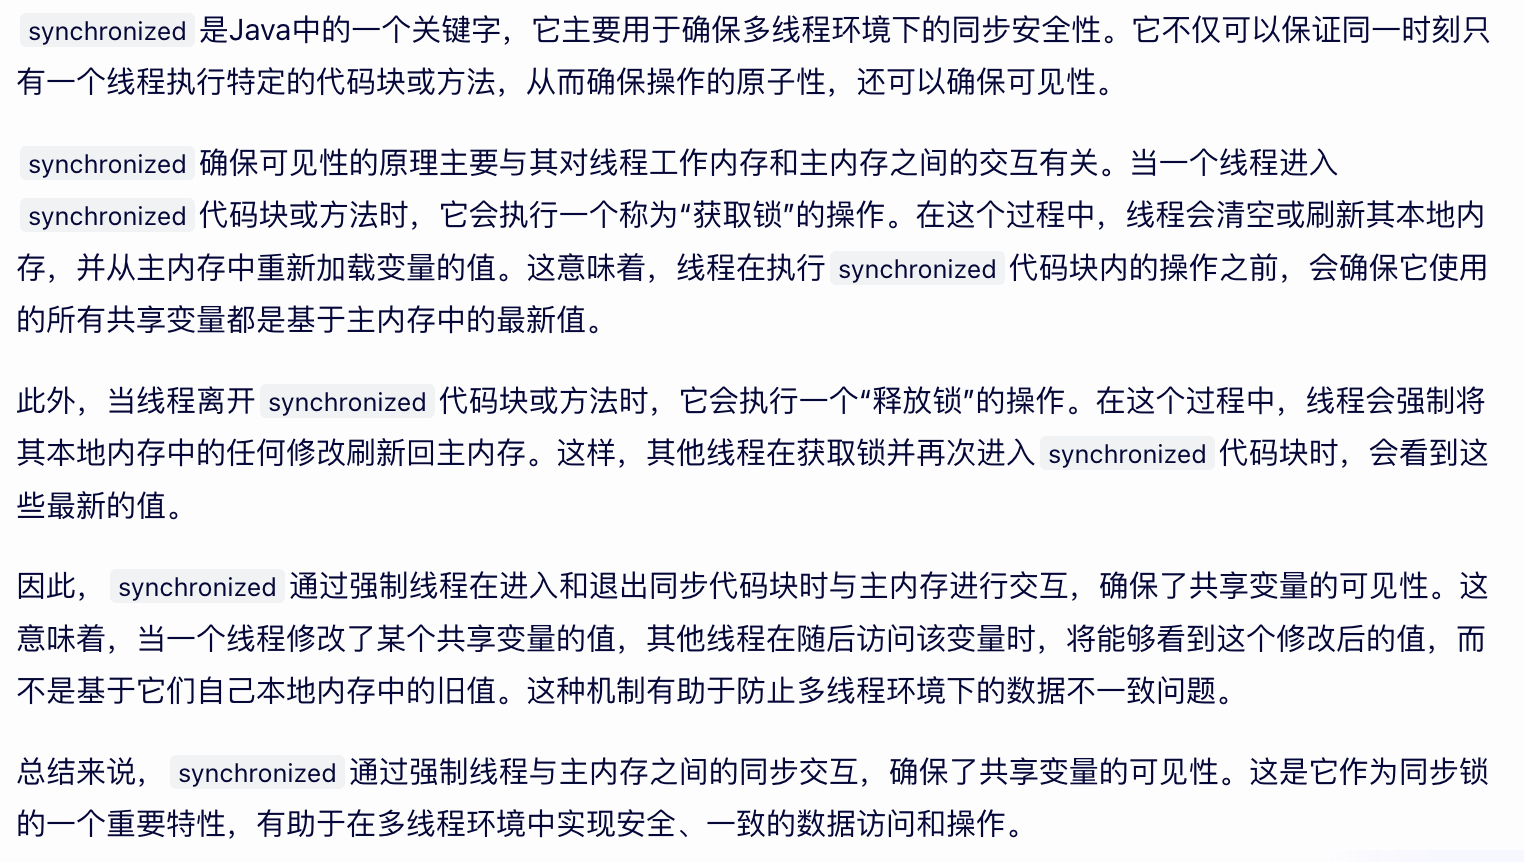 synchronized 是Java中的一个关键字，它主要用于确保多线程环境下的同步安全性。它不仅可以保证同一时刻只
有一个线程执行特定的代码块或方法，从而确保操作的原子性，还可以确保可见性。
synchronized 确保可见性的原理主要与其对线程工作内存和主内存之间的交互有关。当一个线程进入
synchronized 代码块或方法时，它会执行一个称为“获取锁”的操作。在这个过程中，线程会清空或刷新其本地内
存，并从主内存中重新加载变量的值。这意味着，线程在执行 synchronized 代码块内的操作之前，会确保它使用
的所有共享变量都是基于主内存中的最新值。
此外，当线程离开 synchronized 代码块或方法时，它会执行一个“释放锁”的操作。在这个过程中，线程会强制将
其本地内存中的任何修改刷新回主内存。这样，其他线程在获取锁并再次进入 synchronized 代码块时，会看到这
些最新的值。
因此， synchronized 通过强制线程在进入和退出同步代码块时与主内存进行交互，确保了共享变量的可见性。这
意味着，当一个线程修改了某个共享变量的值，其他线程在随后访问该变量时，将能够看到这个修改后的值，而
不是基于它们自己本地内存中的旧值。这种机制有助于防止多线程环境下的数据不一致问题。
总结来说， synchronized 通过强制线程与主内存之间的同步交互，确保了共享变量的可见性。这是它作为同步锁
的一个重要特性，有助于在多线程环境中实现安全、一致的数据访问和操作。